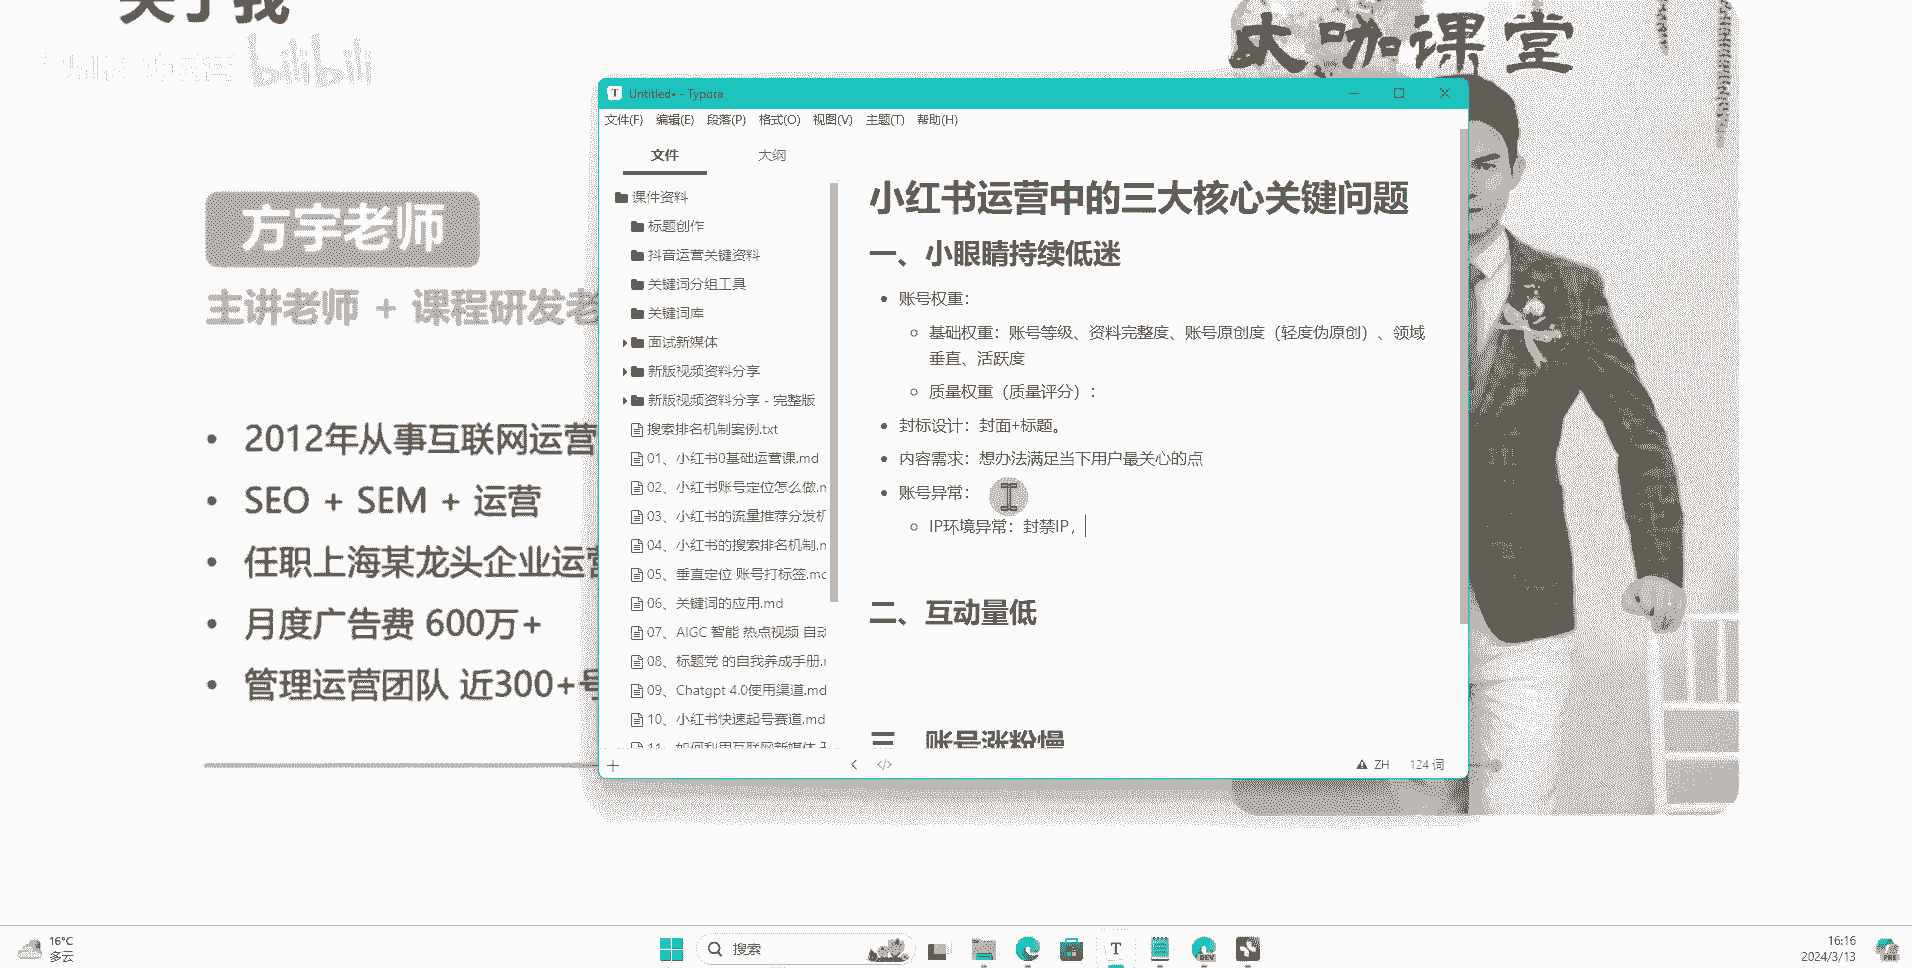 关于我
bilibili
大咖课堂
方宇老师
主讲老师 + 课程研发老
2012年从事互联网运营
SEO + SEM + 运营
任职上海某龙头企业运营
月度广告费 600万+
管理运营团队 近300+号
Untitled• - Typora
文件(F) 编辑(E) 段落(P) 格式(O) 视图(V) 主题(T) 帮助(H)
文件 大纲
课件资料
标题创作
抖音运营关键资料
关键词分组工具
关键词库
面试新媒体
新版视频资料分享
新版视频资料分享 - 完整版
搜索排名机制案例.txt
01、小红书0基础运营课.md
02、小红书账号定位怎么做.m
03、小红书的流量推荐分发机
04、小红书的搜索排名机制.m
05、垂直定位 账号打标签.md
06、关键词的应用.md
07、AIGC 智能 热点视频 自动
08、标题党 的自我养成手册.m
09、Chatgpt 4.0使用渠道.md
10、小红书快速起号赛道.md
11、如何利用互联网新媒体
小红书运营中的三大核心关键问题
一、小眼睛持续低迷
账号权重：
基础权重：账号等级、资料完整度、账号原创度（轻度伪原创）、领域
垂直、活跃度
质量权重（质量评分）：
封标设计：封面+标题。
内容需求：想办法满足当下用户最关心的点
账号异常：
IP环境异常：封禁IP，
二、互动量低
三、账号涨粉慢
</> ZH 124 词
16°C
多云
搜索
T
DEV
16:16
2024/3/13
PRE